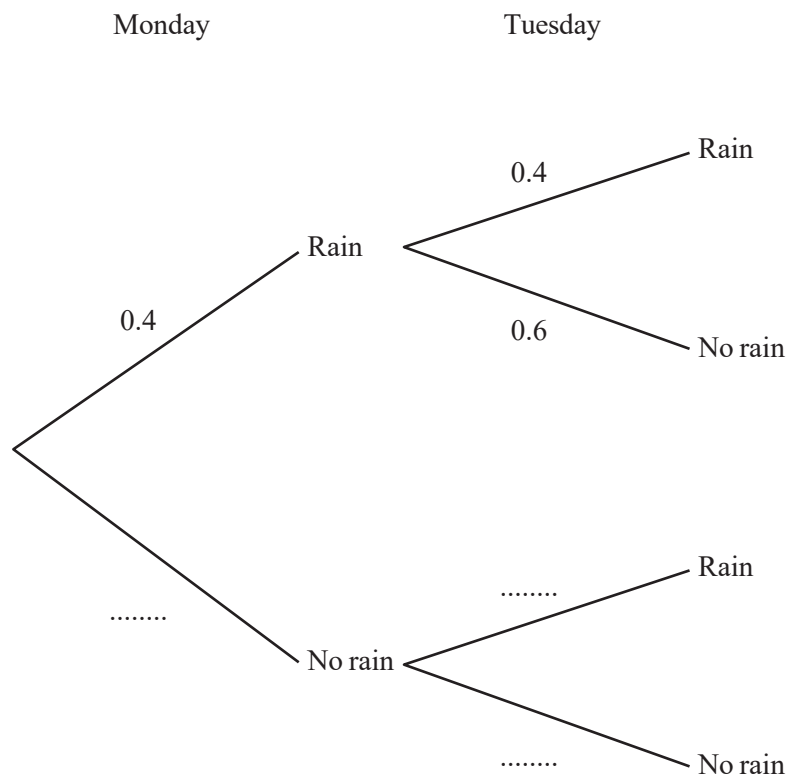 Monday Tuesday
Rain
0.4
Rain
0.4
0.6
No rain
Rain
........
........
No rain
........
No rain